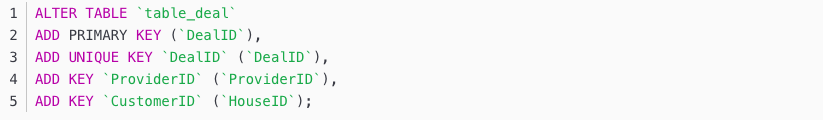 1 ALTER TABLE `table_deal`
2 ADD PRIMARY KEY (`DealID`),
3 ADD UNIQUE KEY `DealID` (`DealID`),
4 ADD KEY `ProviderID` (`ProviderID`),
5 ADD KEY `CustomerID` (`HouseID`);